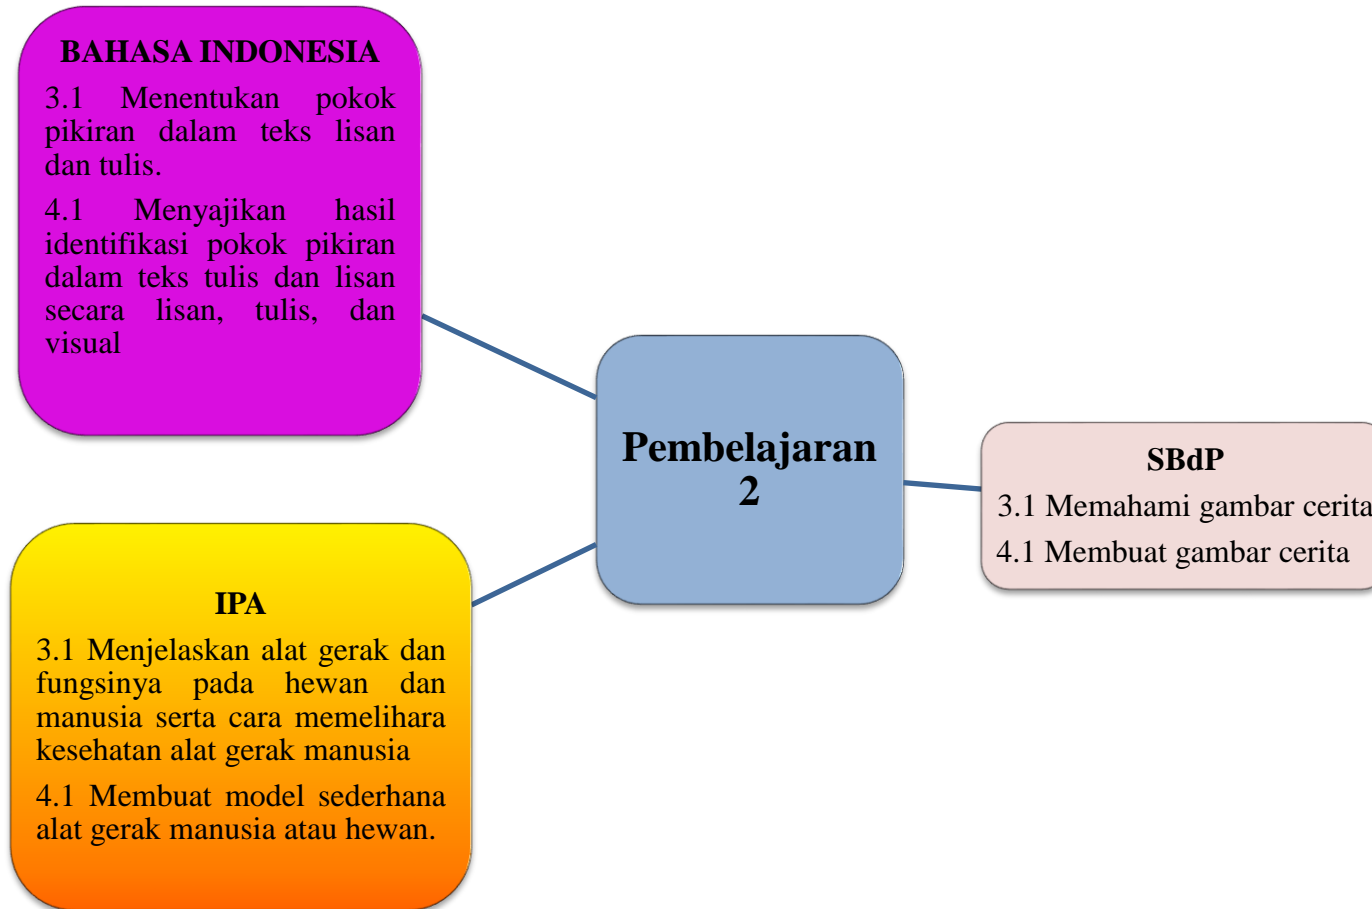 BAHASA INDONESIA
3.1 Menentukan pokok
pikiran dalam teks lisan
dan tulis.
4.1 Menyajikan hasil
identifikasi pokok pikiran
dalam teks tulis dan lisan
secara lisan, tulis, dan
visual
Pembelajaran
2
SBdP
3.1 Memahami gambar cerita
4.1 Membuat gambar cerita
IPA
3.1 Menjelaskan alat gerak dan
fungsinya pada hewan dan
manusia serta cara memelihara
kesehatan alat gerak manusia
4.1 Membuat model sederhana
alat gerak manusia atau hewan.